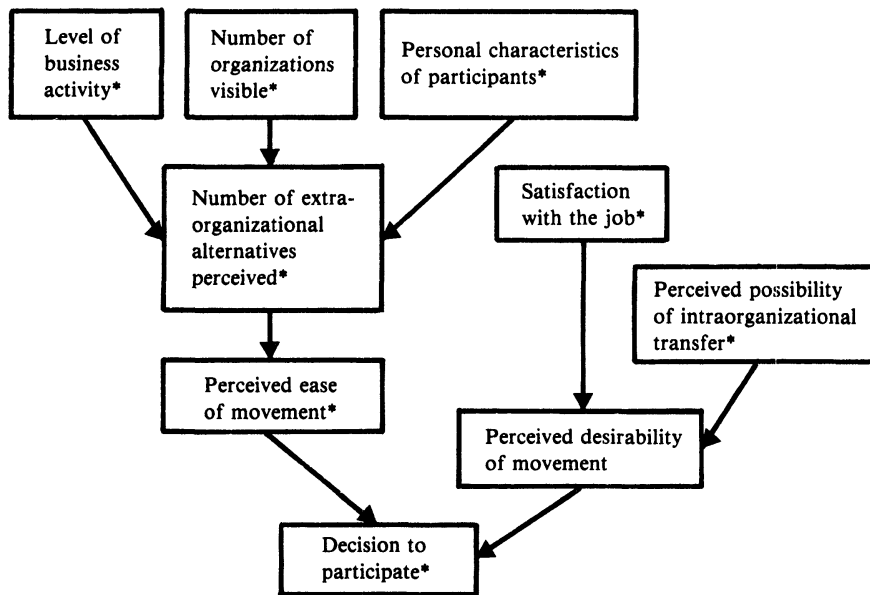 Level of
business
activity*
Number of
organizations
visible*
Personal characteristics
of participants*
Number of extra-
organizational
alternatives
perceived*
Satisfaction
with the job*
Perceived possibility
of intraorganizational
transfer*
Perceived ease
of movement*
Perceived desirability
of movement
Decision to
participate*